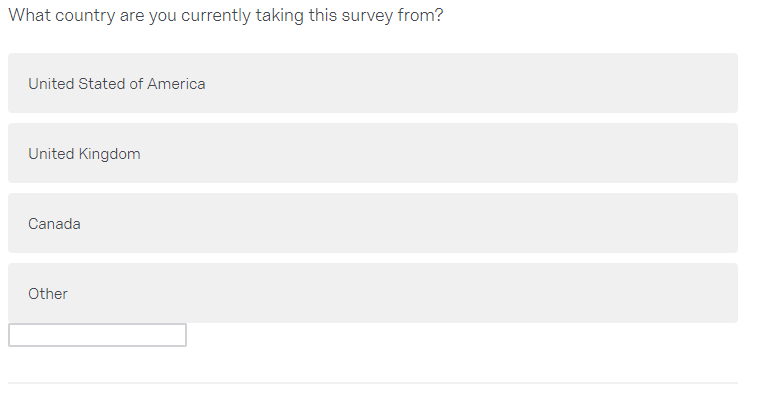 What country are you currently taking this survey from?
United Stated of America
United Kingdom
Canada
Other